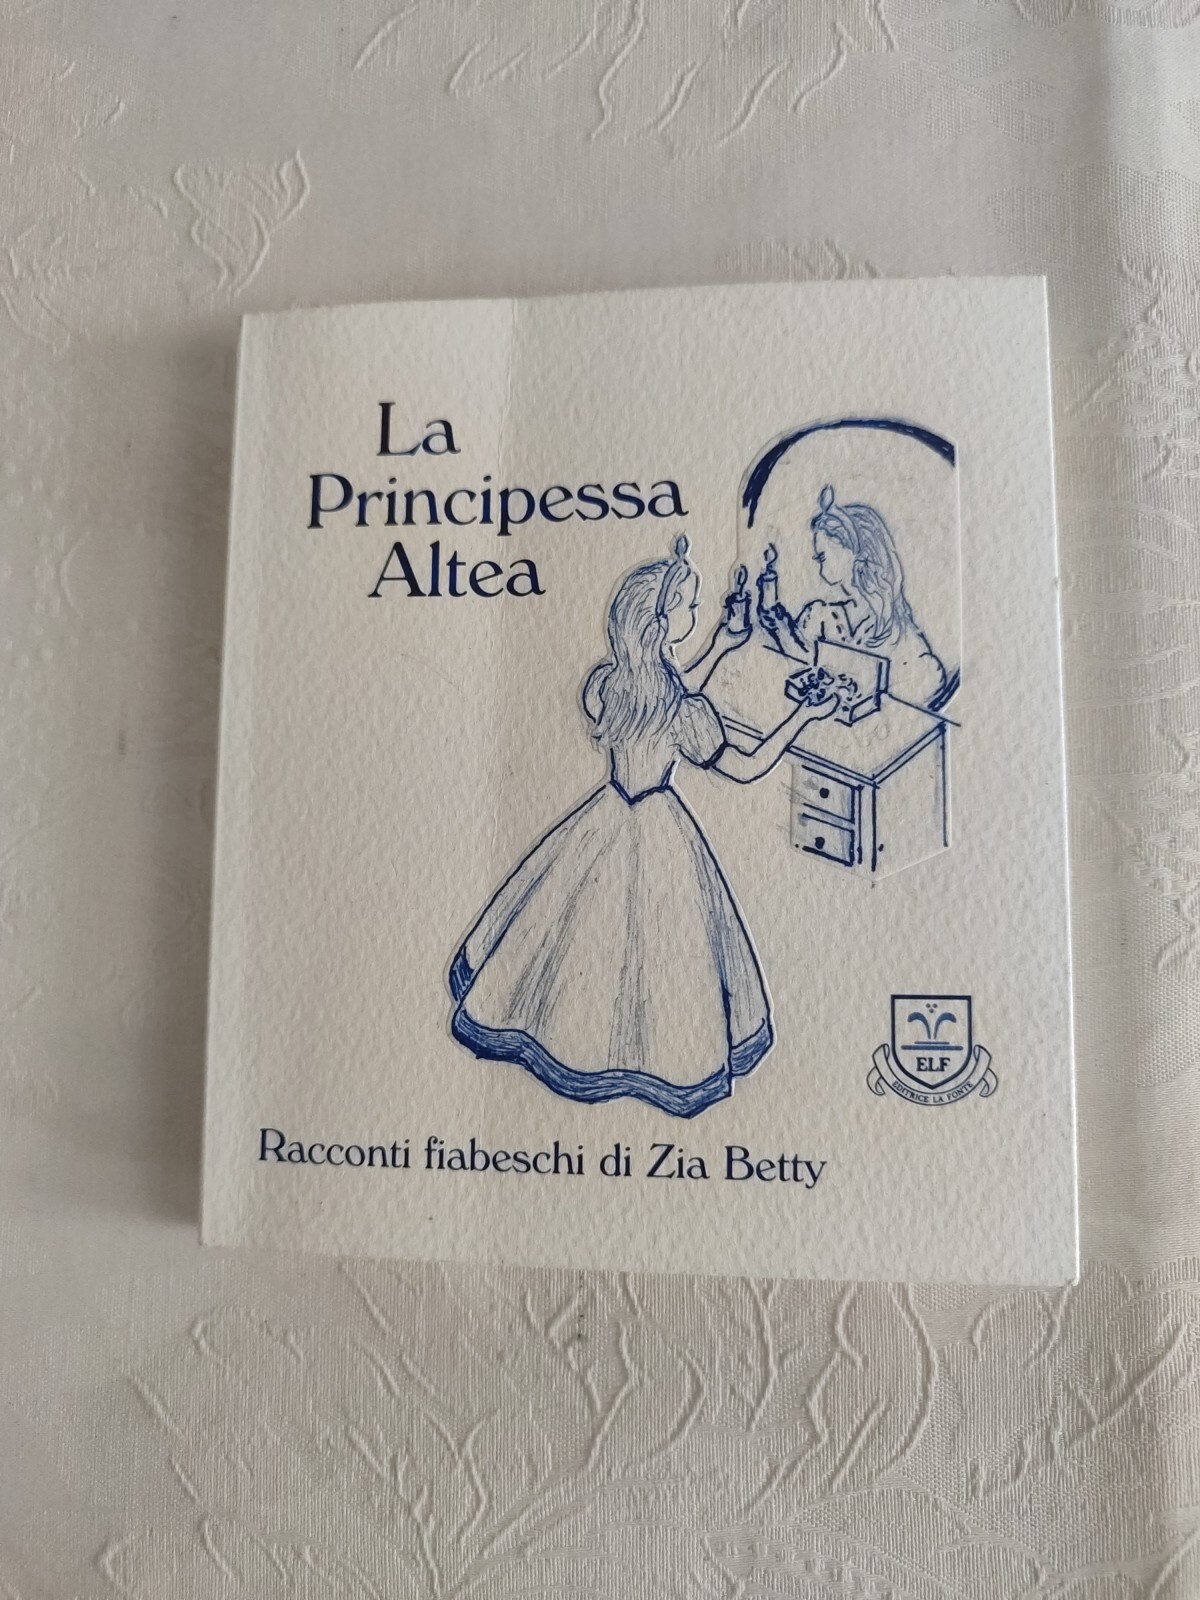 La
Principessa
Altea
ELF
EDITRICE LA FONTE
Racconti fiabeschi di Zia Betty